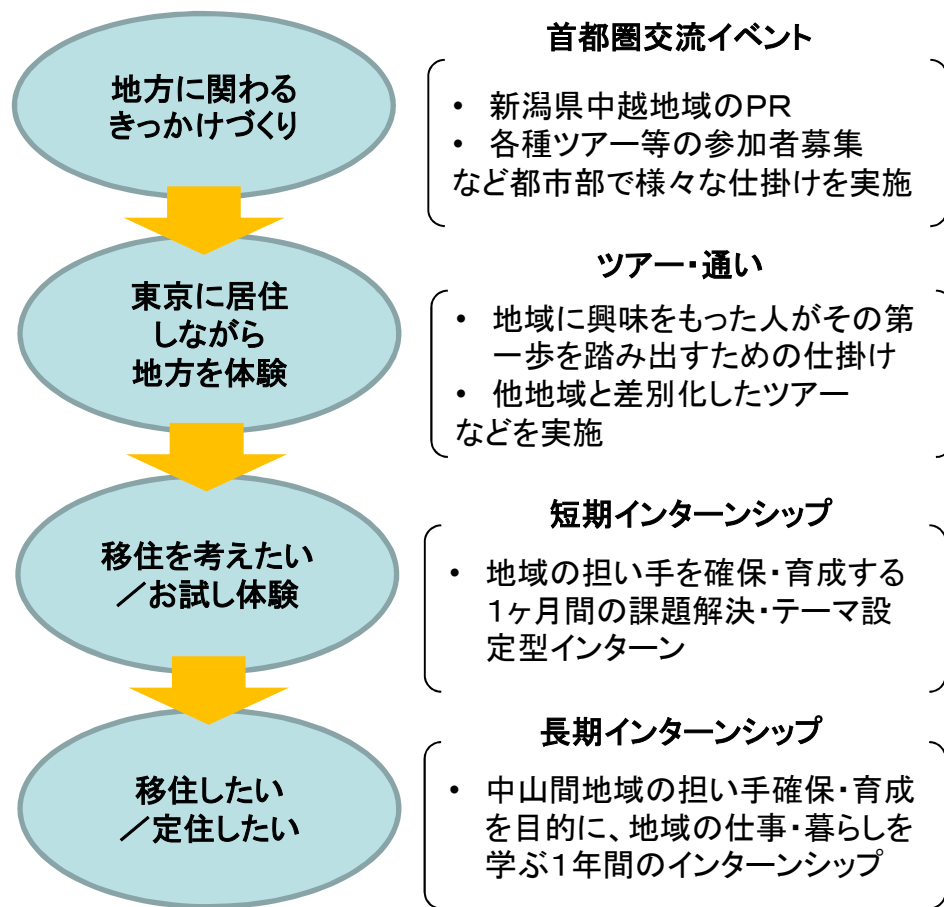 地方に関わる
きっかけづくり
首都圏交流イベント
• 新潟県中越地域のPR
• 各種ツアー等の参加者募集
など都市部で様々な仕掛けを実施
東京に居住
しながら
地方を体験
ツアー・通い
• 地域に興味をもった人がその第
一歩を踏み出すための仕掛け
• 他地域と差別化したツアー
などを実施
移住を考えたい
／お試し体験
短期インターンシップ
• 地域の担い手を確保・育成する
１ヶ月間の課題解決・テーマ設
定型インターン
移住したい
／定住したい
長期インターンシップ
• 中山間地域の担い手確保・育成
を目的に、地域の仕事・暮らしを
学ぶ１年間のインターンシップ